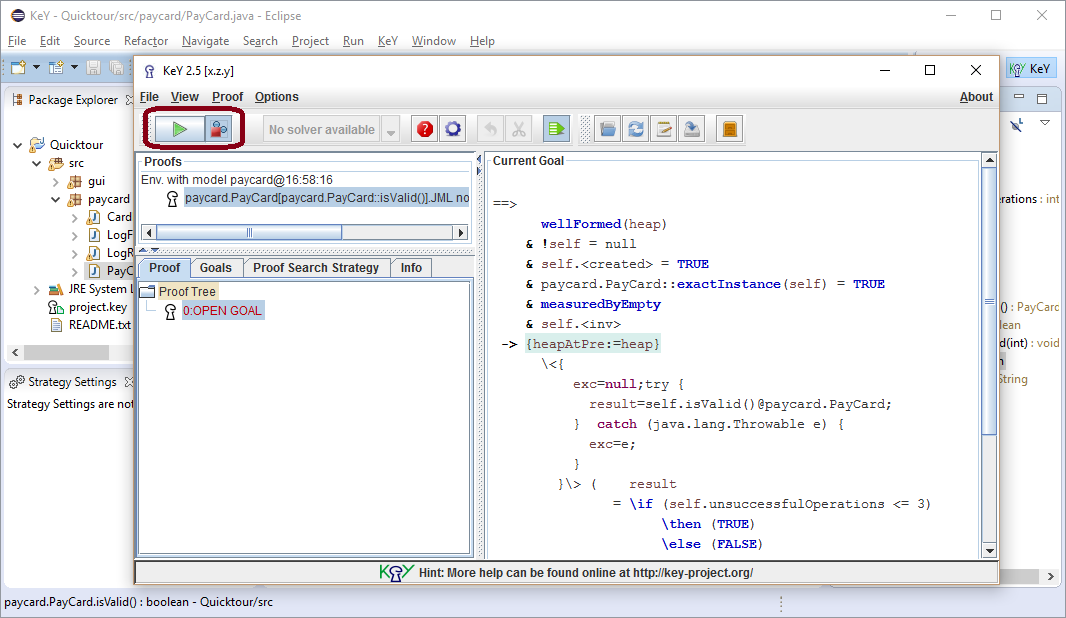 KeY - Quicktour/src/paycard/PayCard.java - Eclipse
File Edit Source Refactor Navigate Search Project Run KeY Window Help
KeY
Package Explorer
Quicktour
src
gui
paycard
Card
LogF
LogR
PayC
JRE System L
project.key
README.txt
Strategy Settings
Strategy Settings are not
KeY 2.5 [x.z.y]
File View Proof Options About
No solver available
Proofs
Env. with model paycard@16:58:16
paycard.PayCard[paycard.PayCard::isValid()].JML no
Proof Goals Proof Search Strategy Info
Proof Tree
0:OPEN GOAL
Current Goal
==>
wellFormed(heap)
& !self = null
& self.<created> = TRUE
& paycard.PayCard::exactInstance(self) = TRUE
& measuredByEmpty
& self.<inv>
-> {heapAtPre:=heap}
\<{
exc=null;try {
result=self.isValid()@paycard.PayCard;
} catch (java.lang.Throwable e) {
exc=e;
}
}\> ( result
= \if (self.unsuccessfulOperations <= 3)
\then (TRUE)
\else (FALSE)
KeY Hint: More help can be found online at http://key-project.org/
erations : int
() : PayCard
lean
d(int) : void
n
String
paycard.PayCard.isValid() : boolean - Quicktour/src